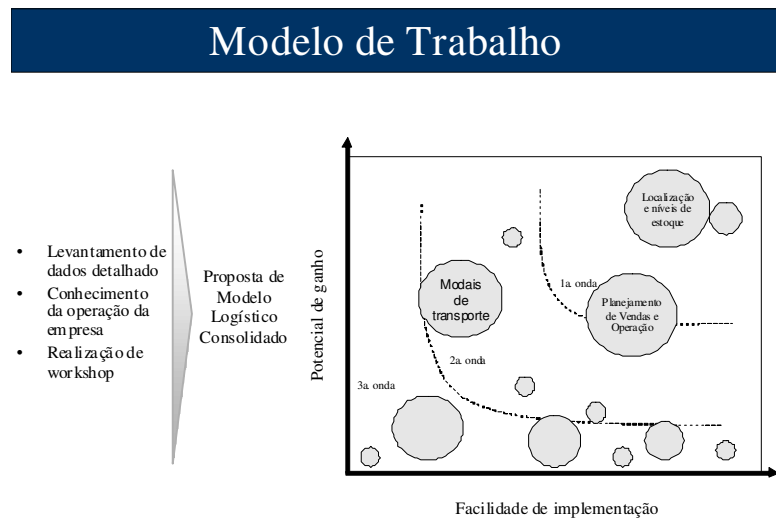 Modelo de Trabalho
• Levantamento de
dados detalhado
• Conhecimento
da operação da
empresa
• Realização de
workshop
Proposta de
Modelo
Logístico
Consolidado
Potencial de ganho
Localização
e níveis de
estoque
1a. onda
Modais
de
transporte
Planejamento
de Vendas e
Operação
2a. onda
3a. onda
Facilidade de implementação